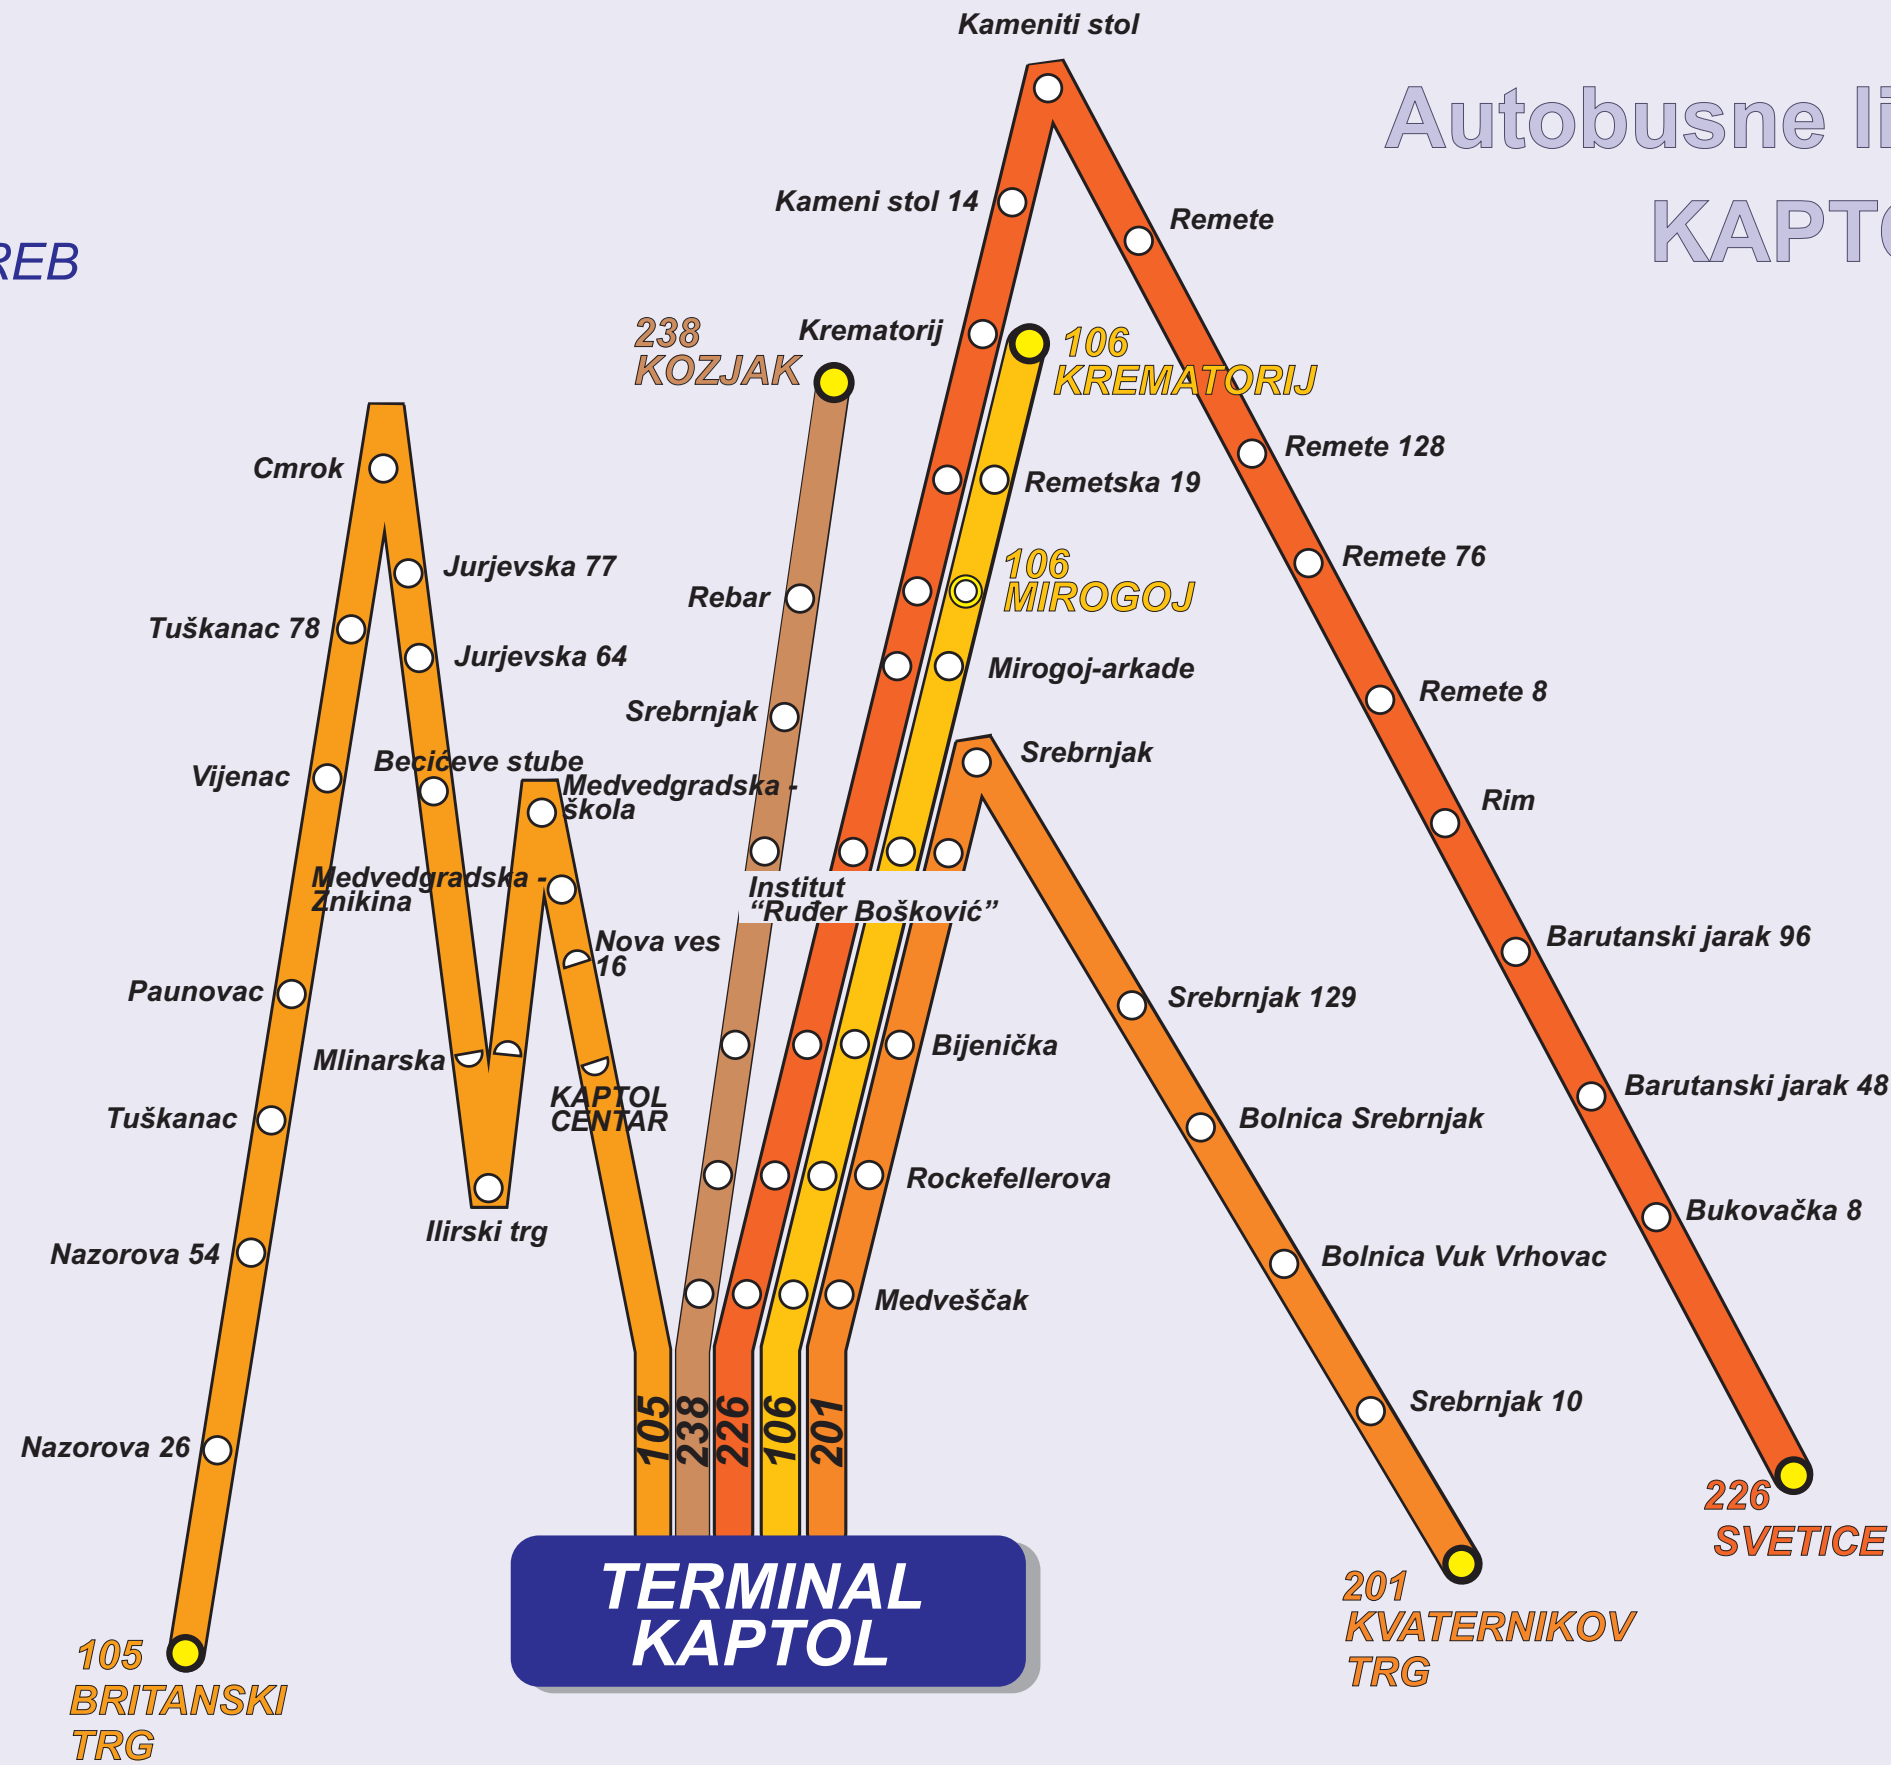 Kameniti stol
Autobusne li
KAPTO
REB
Kameni stol 14
Remete
238
KOZJAK
Krematorij
106
KREMATORIJ
Cmrok
Remetska 19
Remete 128
Jurjevska 77
Rebar
106
MIROGOJ
Remete 76
Tuškanac 78
Jurjevska 64
Srebrnjak
Mirogoj-arkade
Remete 8
Vijenac
Becićeve stube
Medvedgradska -
škola
Srebrnjak
Rim
Medvedgradska -
Znikina
Institut
“Ruđer Bošković”
Nova ves
16
Barutanski jarak 96
Paunovac
Srebrnjak 129
Mlinarska
KAPTOL
CENTAR
Bijenička
Barutanski jarak 48
Tuškanac
Bolnica Srebrnjak
Rockefellerova
Ilirski trg
Bukovačka 8
Nazorova 54
Bolnica Vuk Vrhovac
Medveščak
Nazorova 26
105
238
226
106
201
Srebrnjak 10
226
SVETICE
TERMINAL
KAPTOL
201
KVATERNIKOV
TRG
105
BRITANSKI
TRG